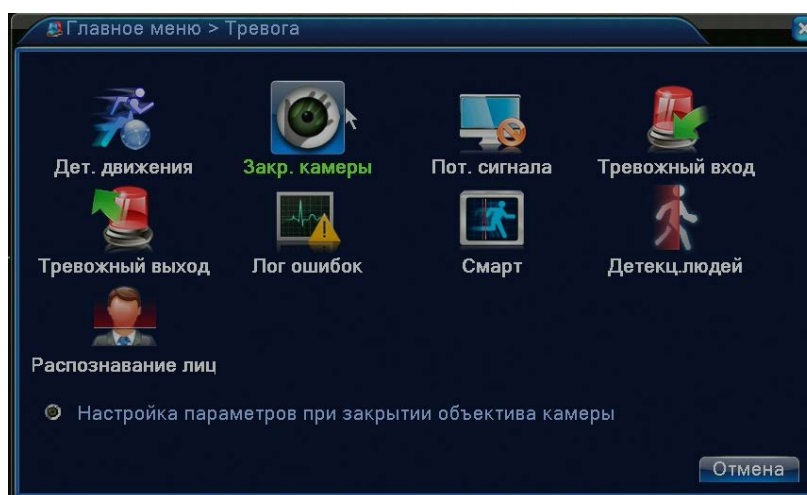 Главное меню > Тревога
Дет. движения
Закр. камеры
Пот. сигнала
Тревожный вход
Тревожный выход
Лог ошибок
Смарт
Детекц.людей
Распознавание лиц
Настройка параметров при закрытии объектива камеры
Отмена